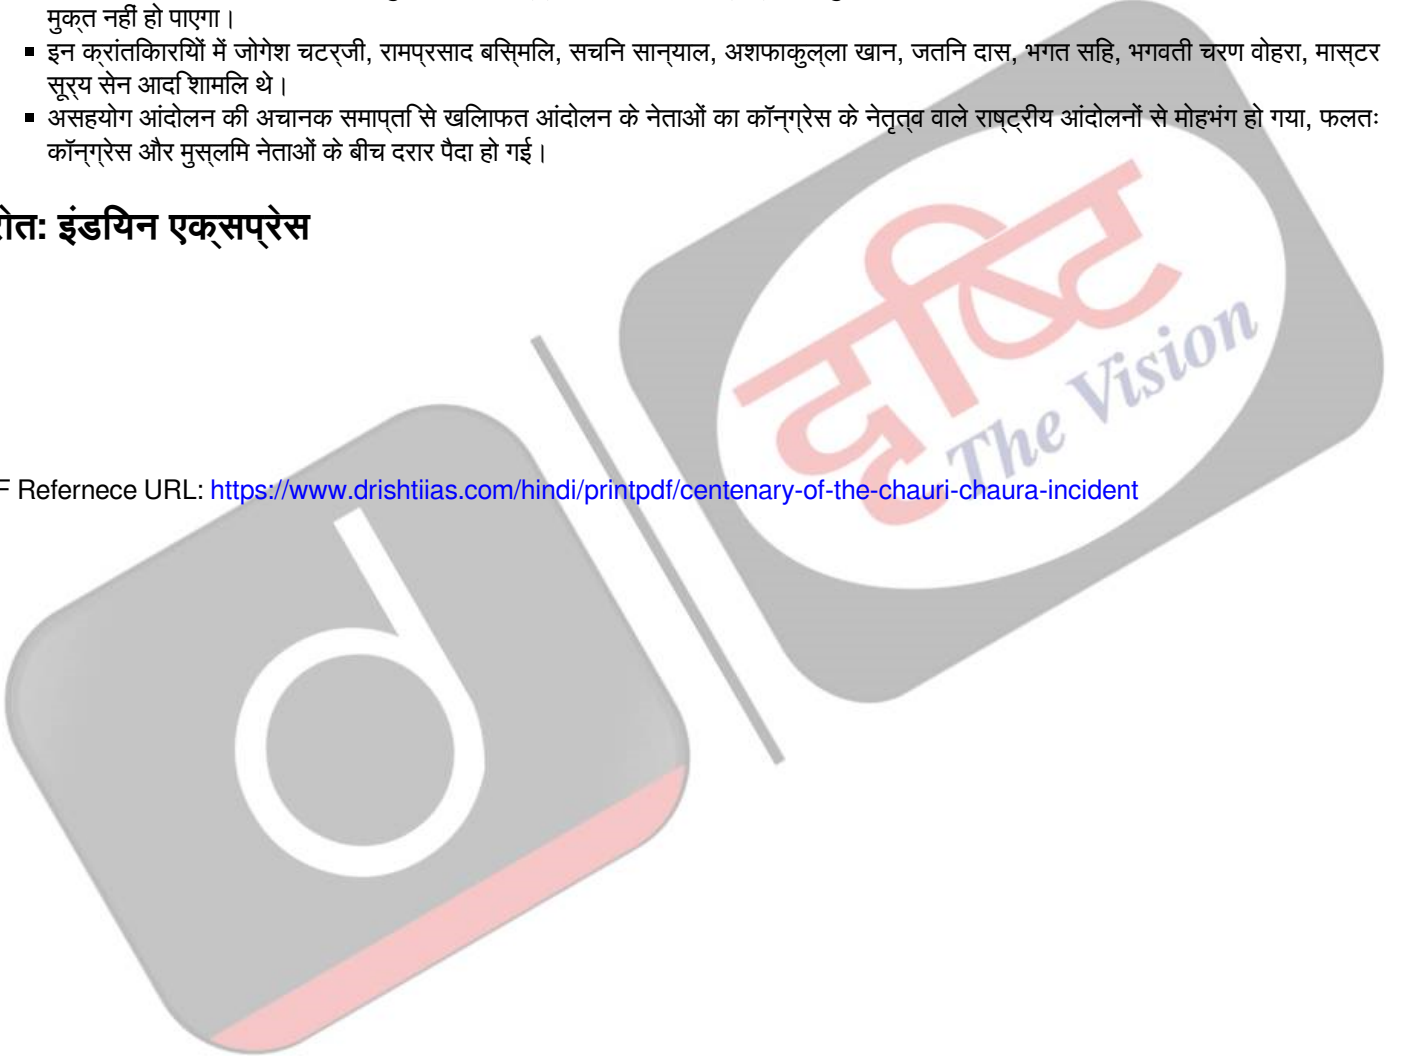 मुक्त नहीं हो पाएगा।
▪ इन क्रांतिकारियों में जोगेश चटर्जी, रामप्रसाद बिस्मिल, सचिन सान्याल, अशफाकुल्ला खान, जतिन दास, भगत सिंह, भगवती चरण वोहरा, मास्टर
सूर्य सेन आदि शामिल थे।
▪ असहयोग आंदोलन की अचानक समाप्ति से खिलाफत आंदोलन के नेताओं का कॉन्ग्रेस के नेतृत्व वाले राष्ट्रीय आंदोलनों से मोहभंग हो गया, फलतः
कॉन्ग्रेस और मुस्लिम नेताओं के बीच दरार पैदा हो गई।
रोत: इंडियन एक्सप्रेस
दृष्टि
The Vision
F Refernece URL: https://www.drishtiias.com/hindi/printpdf/centenary-of-the-chauri-chaura-incident
d